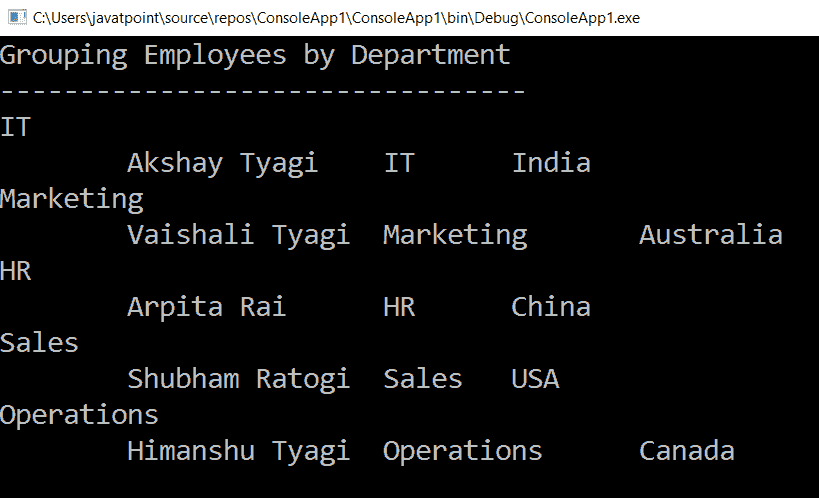 C:\Users\javatpoint\source\repos\ConsoleApp1\ConsoleApp1\bin\Debug\ConsoleApp1.exe
Grouping Employees by Department
---------------------------------
IT
Akshay Tyagi IT India
Marketing
Vaishali Tyagi Marketing Australia
HR
Arpita Rai HR China
Sales
Shubham Ratogi Sales USA
Operations
Himanshu Tyagi Operations Canada